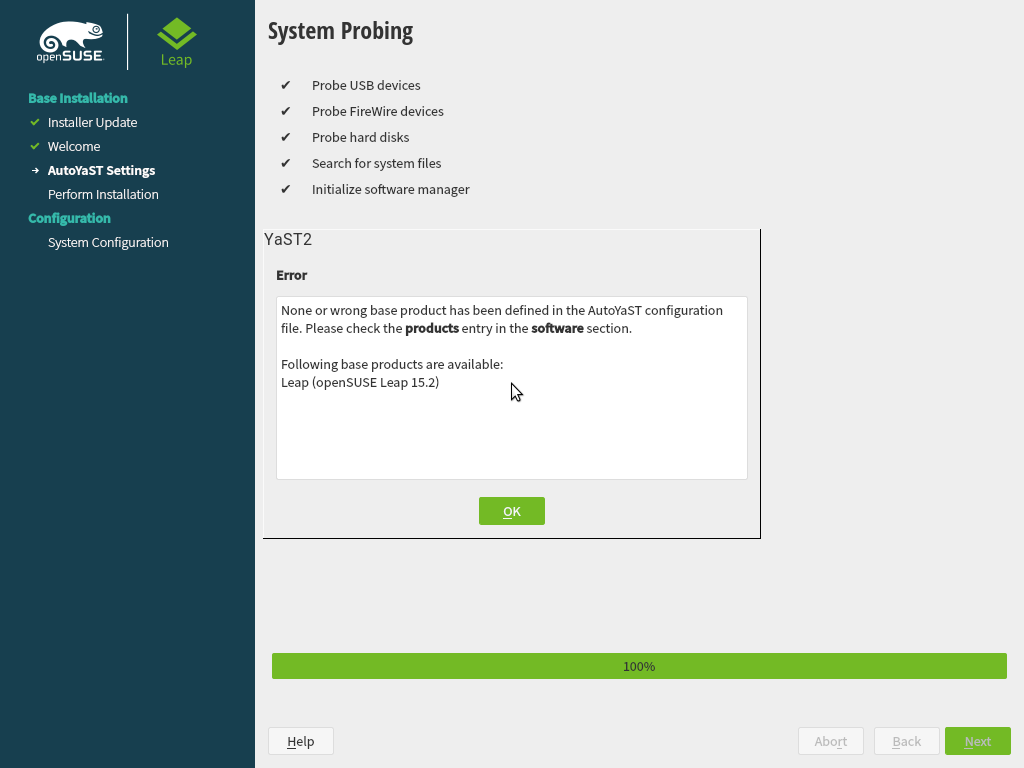 openSUSE
Leap
Base Installation
Installer Update
Welcome
AutoYaST Settings
Perform Installation
Configuration
System Configuration
System Probing
✔ Probe USB devices
✔ Probe FireWire devices
✔ Probe hard disks
✔ Search for system files
✔ Initialize software manager
YaST2
Error
None or wrong base product has been defined in the AutoYaST configuration
file. Please check the products entry in the software section.
Following base products are available:
Leap (openSUSE Leap 15.2)
OK
100%
Help
Abort
Back
Next